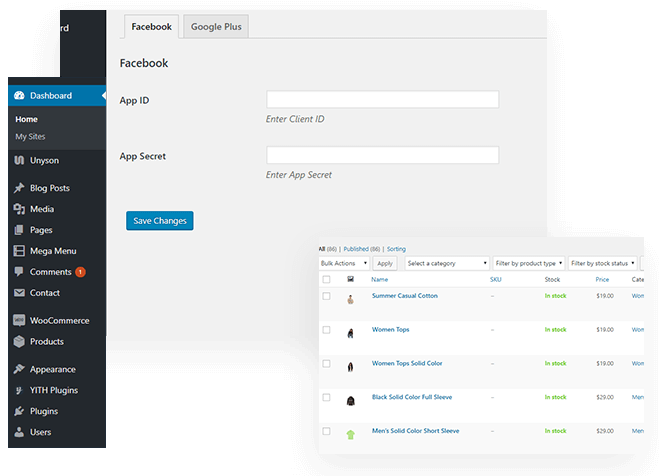 rd
Facebook
Google Plus
Facebook
App ID
Enter Client ID
App Secret
Enter App Secret
Save Changes
Dashboard
Home
My Sites
Unyson
Blog Posts
Media
Pages
Mega Menu
Comments 1
Contact
WooCommerce
Products
Appearance
YITH Plugins
Plugins
Users
All (86) | Published (86) | Sorting
Bulk Actions Apply Select a category Filter by product type Filter by stock status
Name SKU Stock Price Cate
Summer Casual Cotton – In stock $19.00 Wom
Women Tops – In stock $19.00 Wom
Women Tops Solid Color – In stock $19.00 Wom
Black Solid Color Full Sleeve – In stock $29.00 Men
Men's Solid Color Short Sleeve – In stock $29.00 Men